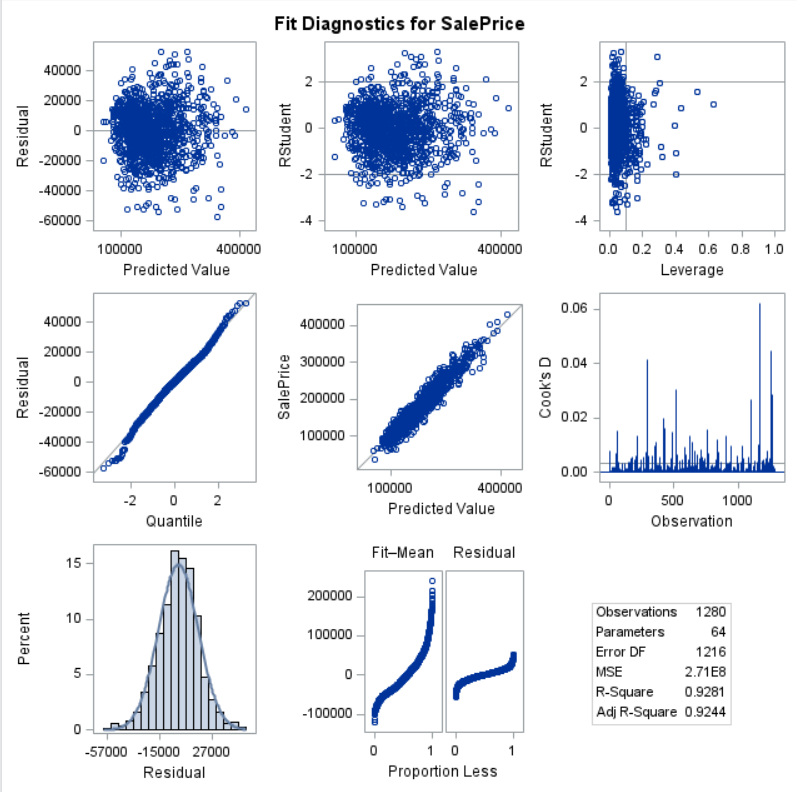 Fit Diagnostics for SalePrice
40000
20000
0
-20000
-40000
-60000
Residual
100000 400000
Predicted Value
2
0
-2
-4
RStudent
100000 400000
Predicted Value
2
0
-2
-4
RStudent
0.0 0.2 0.4 0.6 0.8 1.0
Leverage
40000
20000
0
-20000
-40000
-60000
Residual
-2 0 2
Quantile
400000
300000
200000
100000
SalePrice
100000 400000
Predicted Value
0.06
0.04
0.02
0.00
Cook's D
0 500 1000
Observation
15
10
5
0
Percent
-57000 -15000 27000
Residual
Fit–Mean Residual
200000
100000
0
-100000
0 1 0 1
Proportion Less
Observations 1280
Parameters 64
Error DF 1216
MSE 2.71E8
R-Square 0.9281
Adj R-Square 0.9244